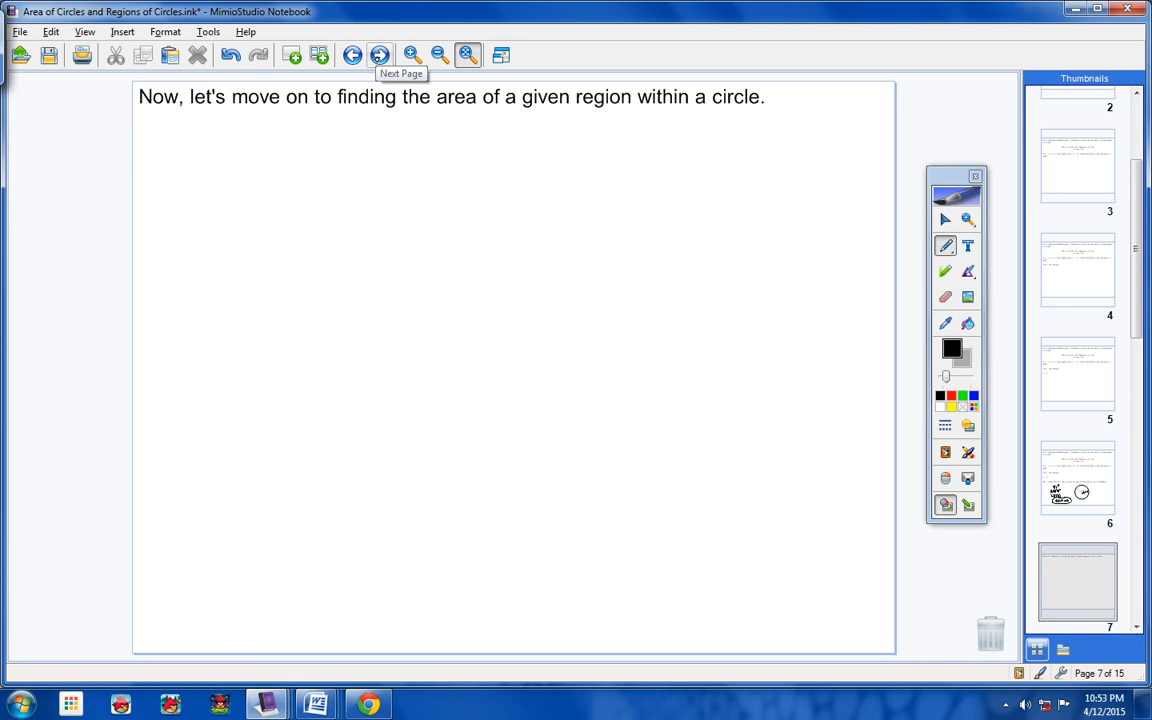 Area of Circles and Regions of Circles.ink* - MimioStudio Notebook
File Edit View Insert Format Tools Help
Next Page
Thumbnails
Now, let's move on to finding the area of a given region within a circle.
2
3
4
5
6
7
Page 7 of 15
10:53 PM
4/12/2015